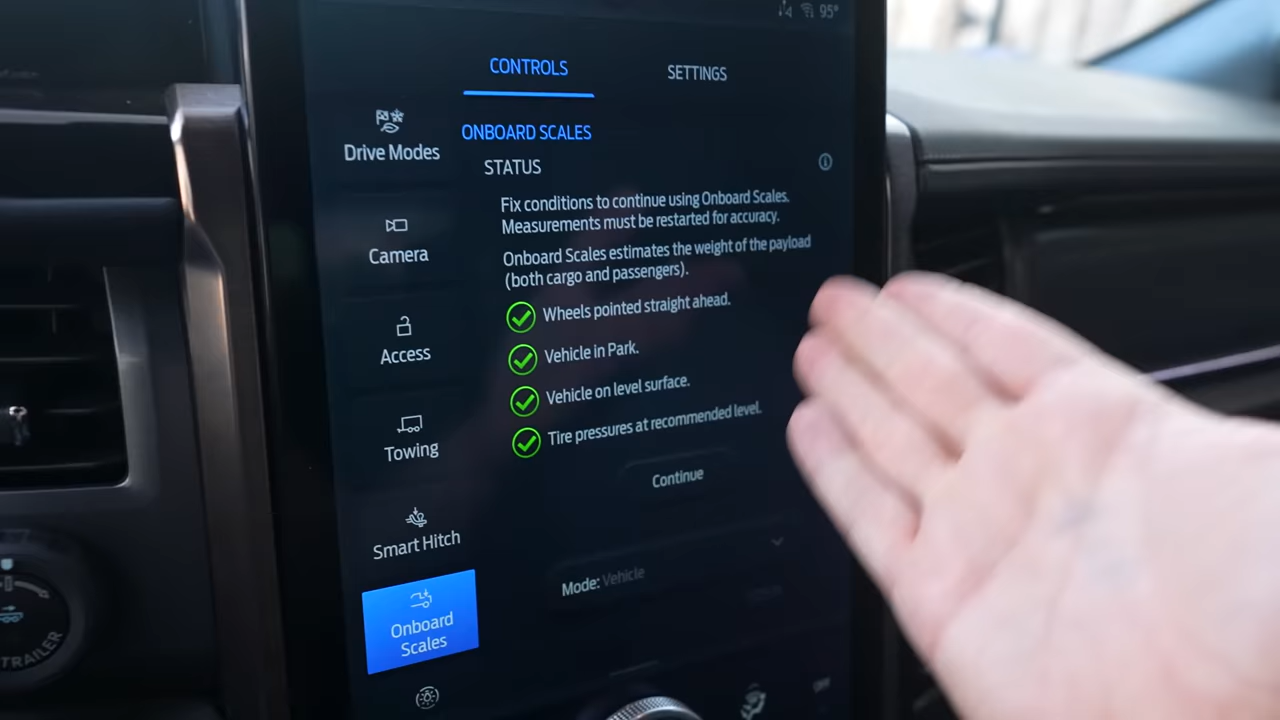 95°
CONTROLS
SETTINGS
Drive Modes
ONBOARD SCALES
STATUS
Fix conditions to continue using Onboard Scales.
Measurements must be restarted for accuracy.
Camera
Onboard Scales estimates the weight of the payload
(both cargo and passengers).
Wheels pointed straight ahead.
Access
Vehicle in Park.
Vehicle on level surface.
Towing
Tire pressures at recommended level.
Continue
Smart Hitch
Mode: Vehicle
Onboard
Scales
TRAILER
OFF